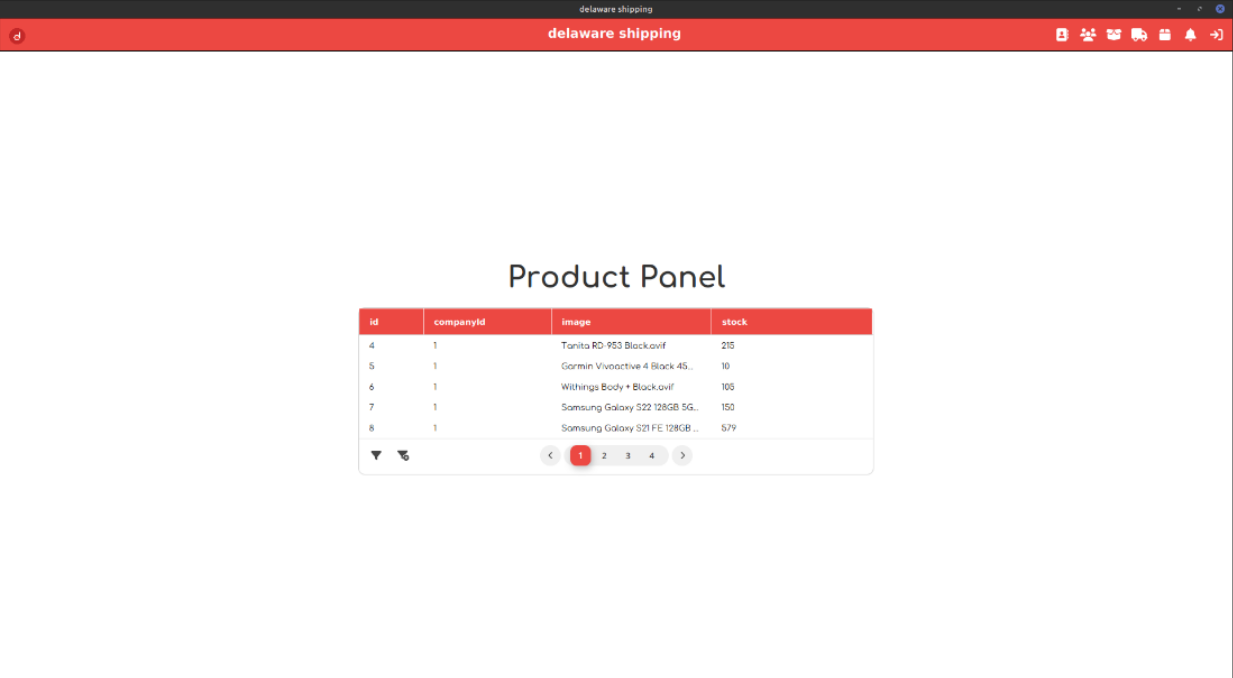 delaware shipping
d
delaware shipping
Product Panel
id companyId image stock
4 1 Tanita RD-953 Black.avif 215
5 1 Garmin Vivoactive 4 Black 45... 10
6 1 Withings Body + Black.avif 105
7 1 Samsung Galaxy S22 128GB 5G... 150
8 1 Samsung Galaxy S21 FE 128GB ... 579
1 2 3 4